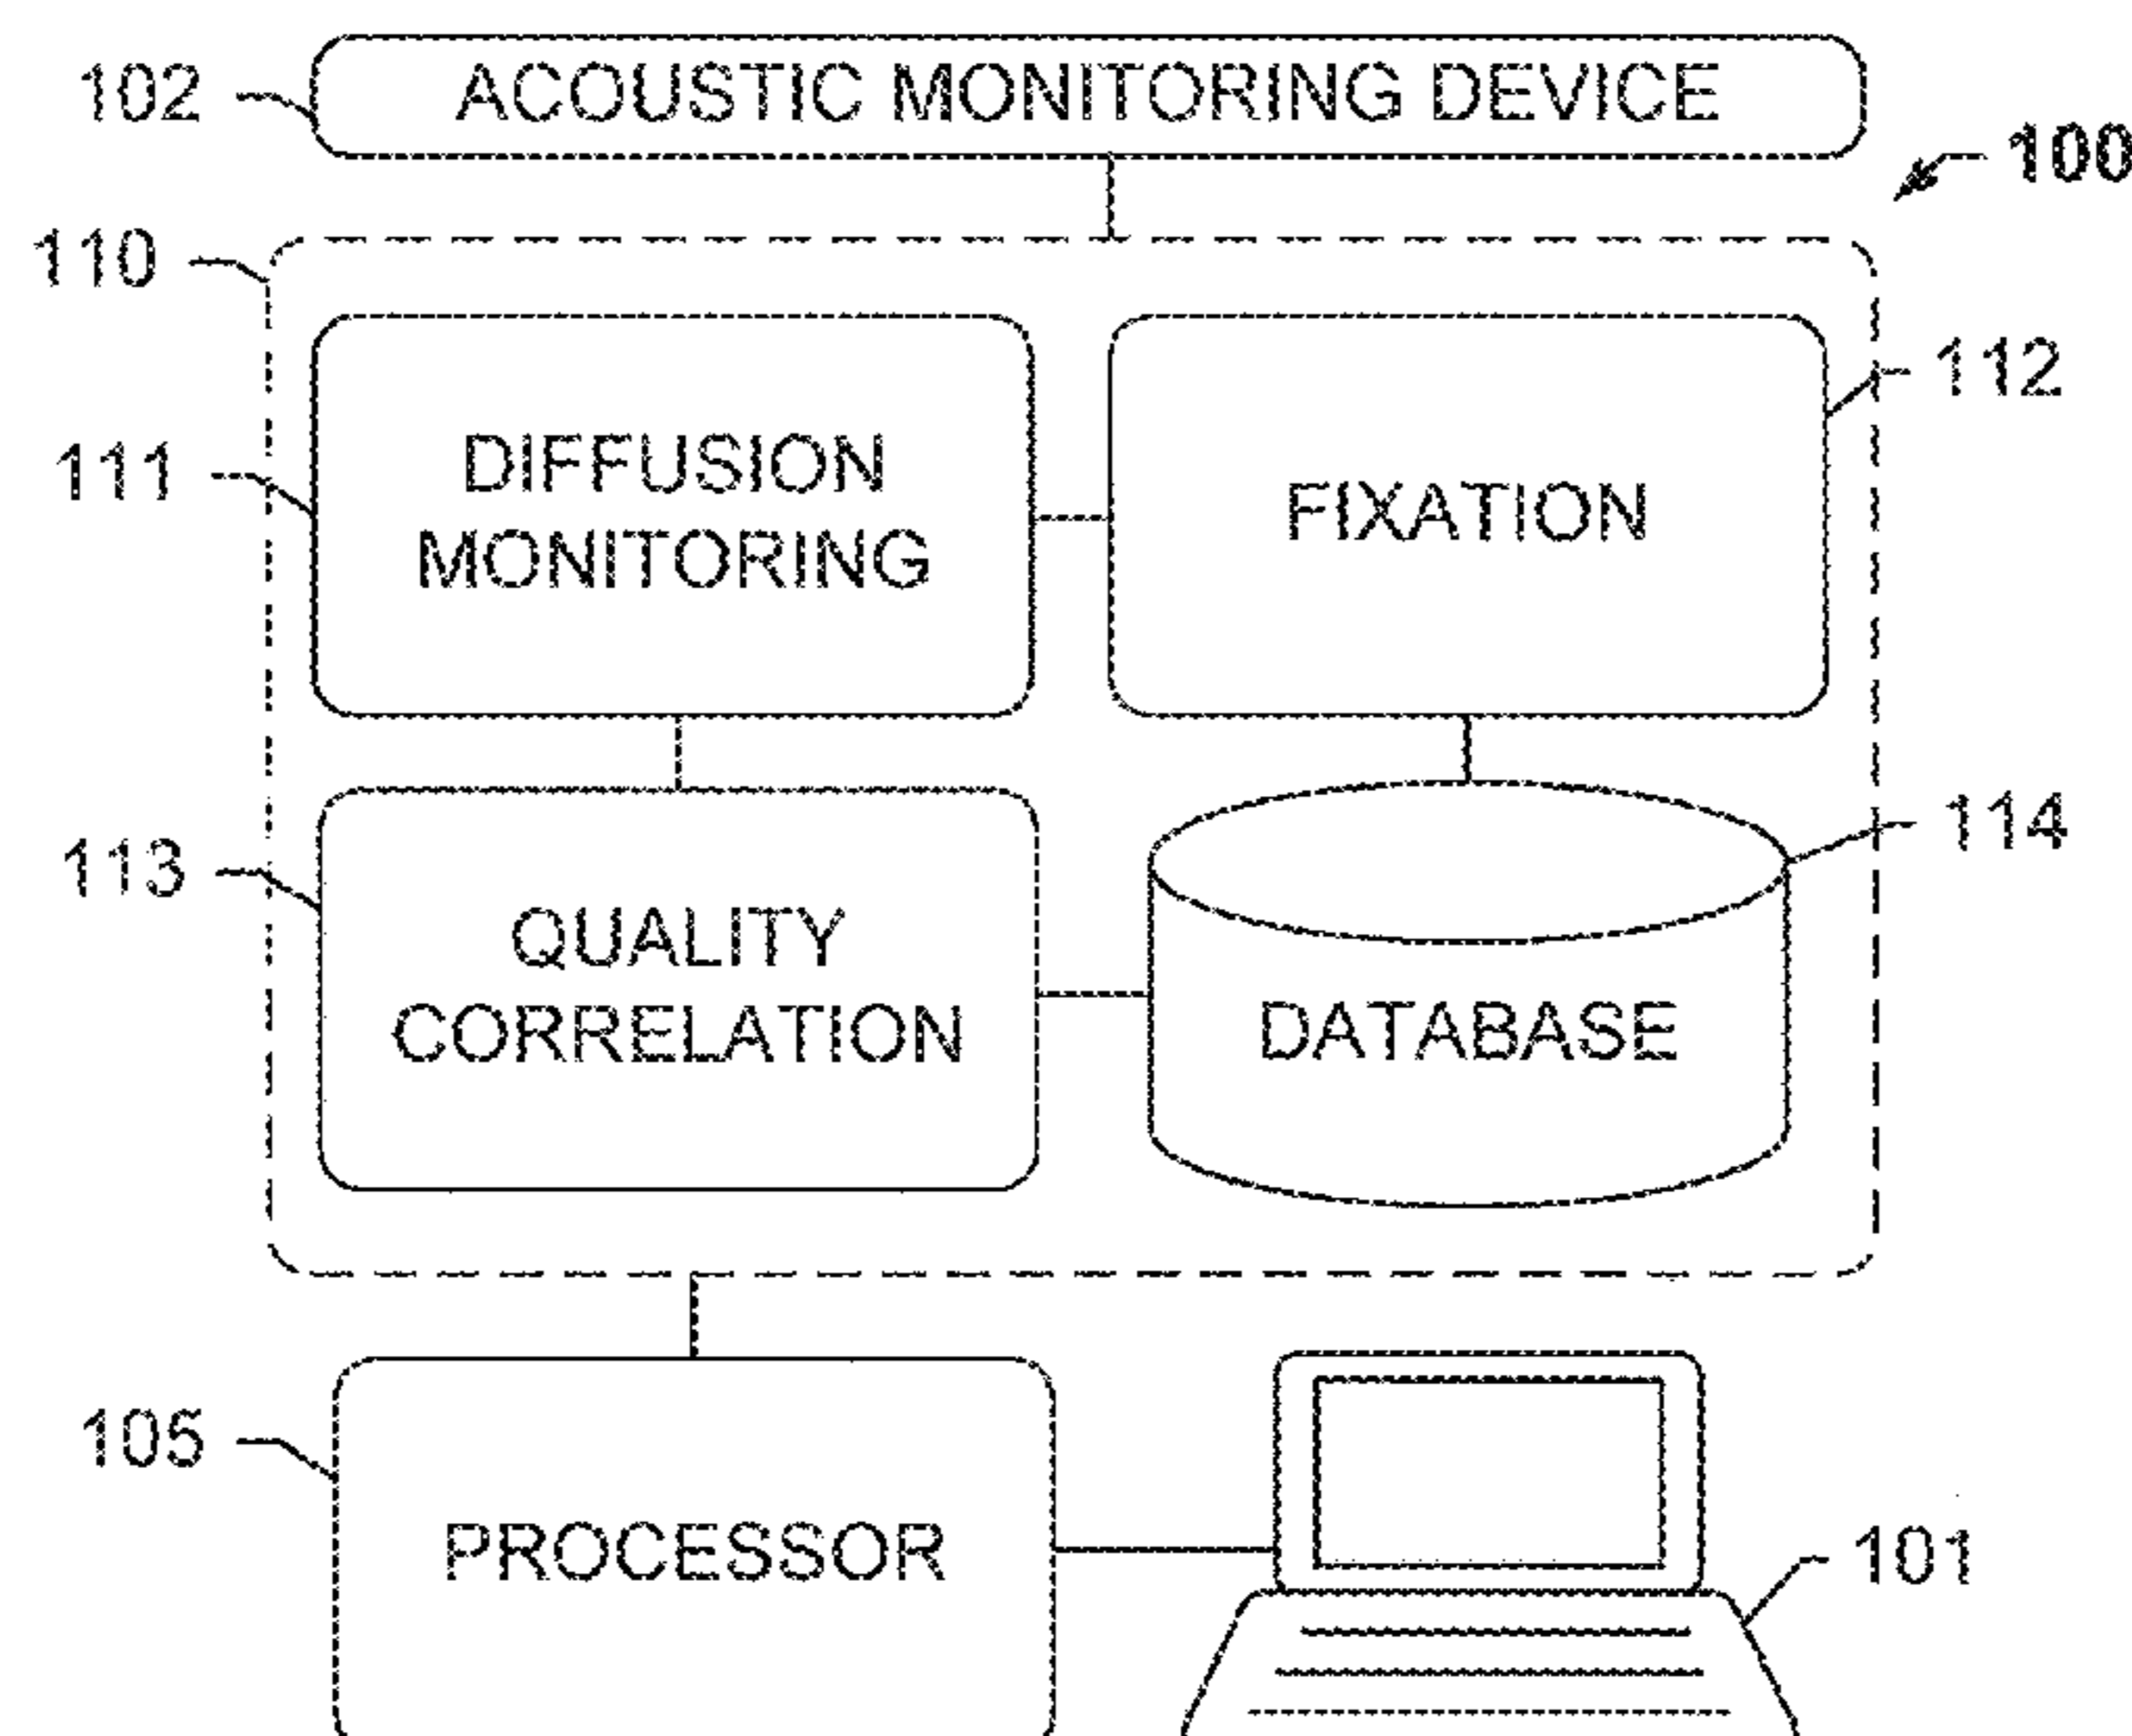 102 ACOUSTIC MONITORING DEVICE
100
110
112
111 DIFFUSION
MONITORING
FIXATION
114
113 QUALITY
CORRELATION
DATABASE
105 PROCESSOR
101